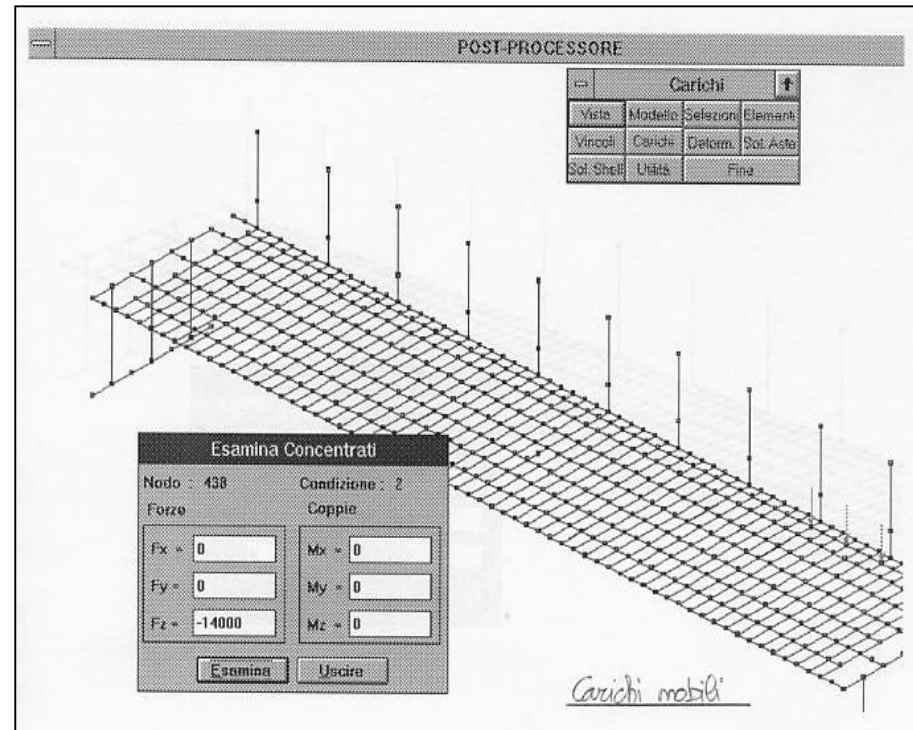 POST-PROCESSORE
Carichi
Vista Modello Selezioni Elementi
Vincoli Carichi Deform. Sol. Aste
Sol. Shell Utilità Fine
Esamina Concentrati
Nodo : 438 Condizione : 2
Forze Coppie
Fx = 0 Mx = 0
Fy = 0 My = 0
Fz = -14000 Mz = 0
Esamina Uscire
Carichi mobili